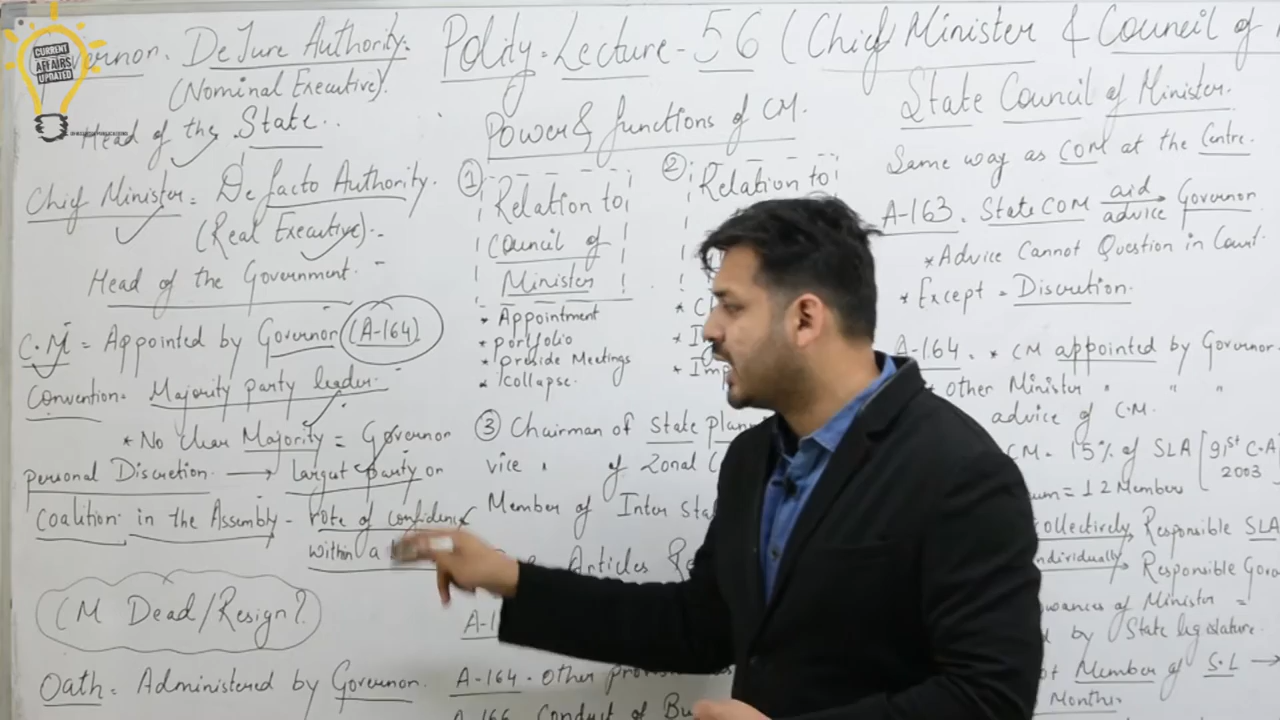 CURRENT
AFFAIRS
UPDATED
De Jure Authority.
(Nominal Executive).
Head of the State..
Chief Minister = De facto Authority.
(Real Executive).
Head of the Government.
C.M = Appointed by Governor (A-164)
Convention = Majority party leader.
* No clear Majority = Governor
personal Discretion → Largest party or
Coalition in the Assembly - vote of confidence
within a
CM Dead/Resign?
Oath = Administered by Governor.
Polity - Lecture - 56 (Chief Minister & Council of
Power & functions of CM.
① Relation to
Council of
Minister
* Appointment
* portfolio
* preside Meetings
* Collapse.
② Relation to
③ Chairman of State
vice " of Zonal
Member of Inter
Articles
A-164 - Other
A-166 Conduct of
State Council of Minister.
Same way as COM at the Centre.
A-163. State COM aid advice → Governor
* Advice Cannot Question in Court.
* Except = Discretion.
A-164. * CM appointed by Governor.
other Minister " " "
advice of C.M.
CM = 15% of SLA [91st C.A
2003
= 12 Members
Collectively Responsible SLA
individually → Responsible
of Minister =
by State legislature.
Member of S.L →
Months